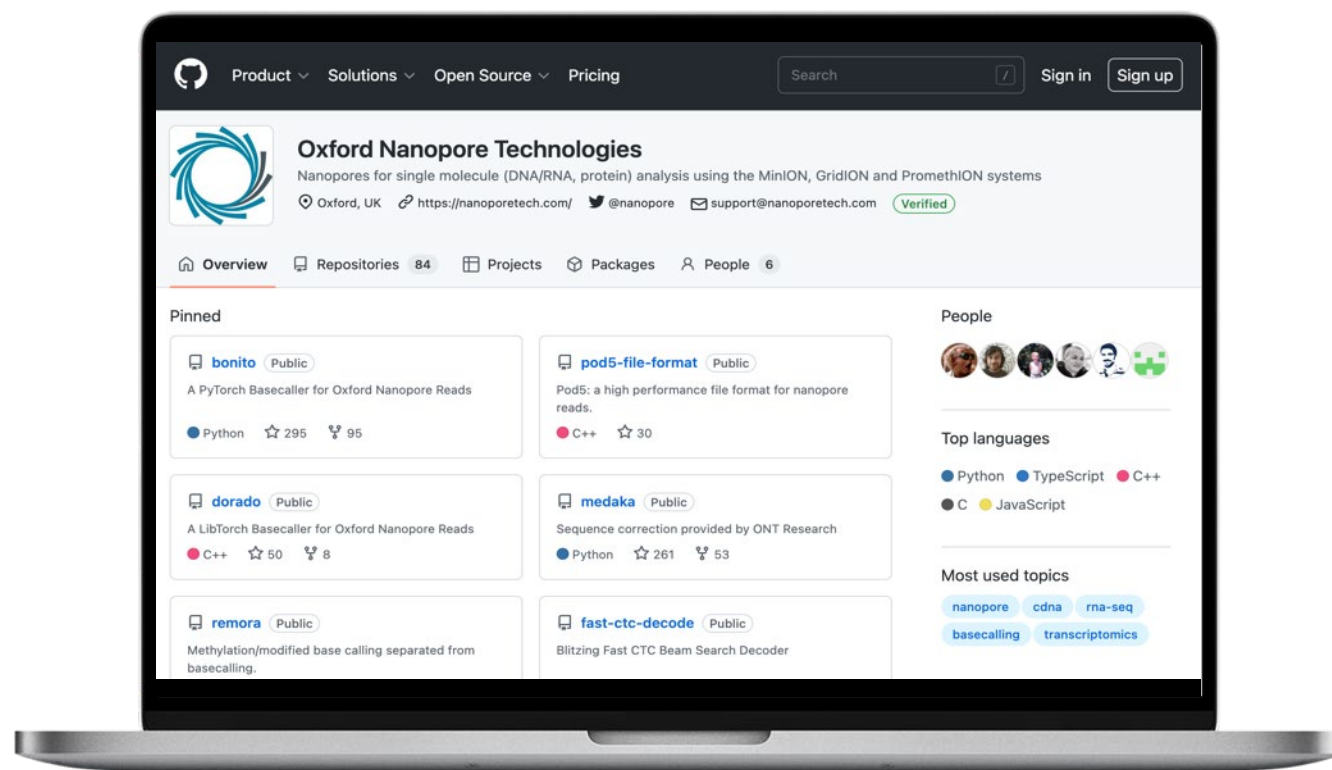 Product Solutions Open Source Pricing Search / Sign in Sign up
Oxford Nanopore Technologies
Nanopores for single molecule (DNA/RNA, protein) analysis using the MinION, GridION and PromethION systems
Oxford, UK https://nanoporetech.com/ @nanopore support@nanoporetech.com Verified
Overview Repositories 84 Projects Packages People 6
Pinned
bonito Public
A PyTorch Basecaller for Oxford Nanopore Reads
Python 295 95
pod5-file-format Public
Pod5: a high performance file format for nanopore
reads.
C++ 30
dorado Public
A LibTorch Basecaller for Oxford Nanopore Reads
C++ 50 8
medaka Public
Sequence correction provided by ONT Research
Python 261 53
remora Public
Methylation/modified base calling separated from
basecalling.
fast-ctc-decode Public
Blitzing Fast CTC Beam Search Decoder
People
Top languages
Python TypeScript C++
C JavaScript
Most used topics
nanopore cdna rna-seq
basecalling transcriptomics